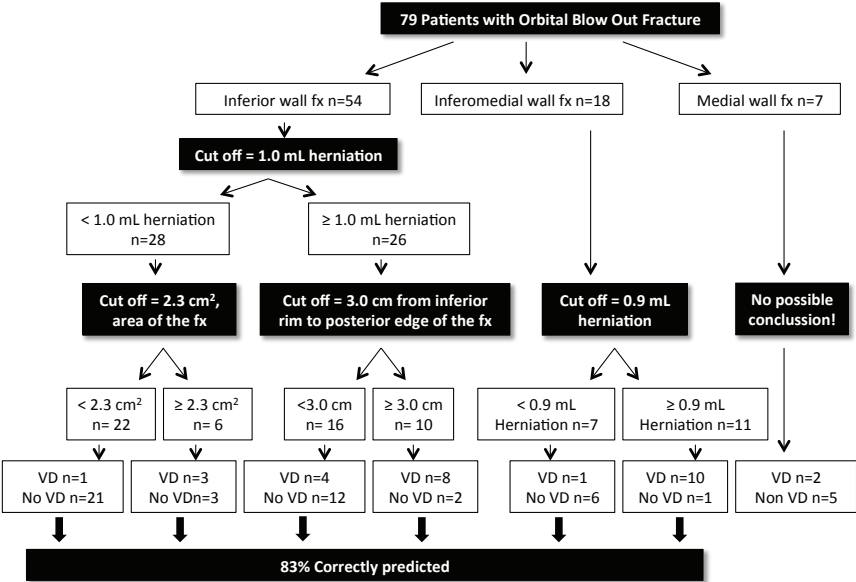 79 Patients with Orbital Blow Out Fracture
Inferior wall fx n=54
Inferomedial wall fx n=18
Medial wall fx n=7
Cut off = 1.0 mL herniation
< 1.0 mL herniation
n=28
≥ 1.0 mL herniation
n=26
Cut off = 2.3 cm²,
area of the fx
Cut off = 3.0 cm from inferior
rim to posterior edge of the fx
Cut off = 0.9 mL
herniation
No possible
conclussion!
< 2.3 cm²
n= 22
≥ 2.3 cm²
n= 6
<3.0 cm
n= 16
≥ 3.0 cm
n= 10
< 0.9 mL
Herniation n=7
≥ 0.9 mL
Herniation n=11
VD n=1
No VD n=21
VD n=3
No VDn=3
VD n=4
No VD n=12
VD n=8
No VD n=2
VD n=1
No VD n=6
VD n=10
No VD n=1
VD n=2
Non VD n=5
83% Correctly predicted